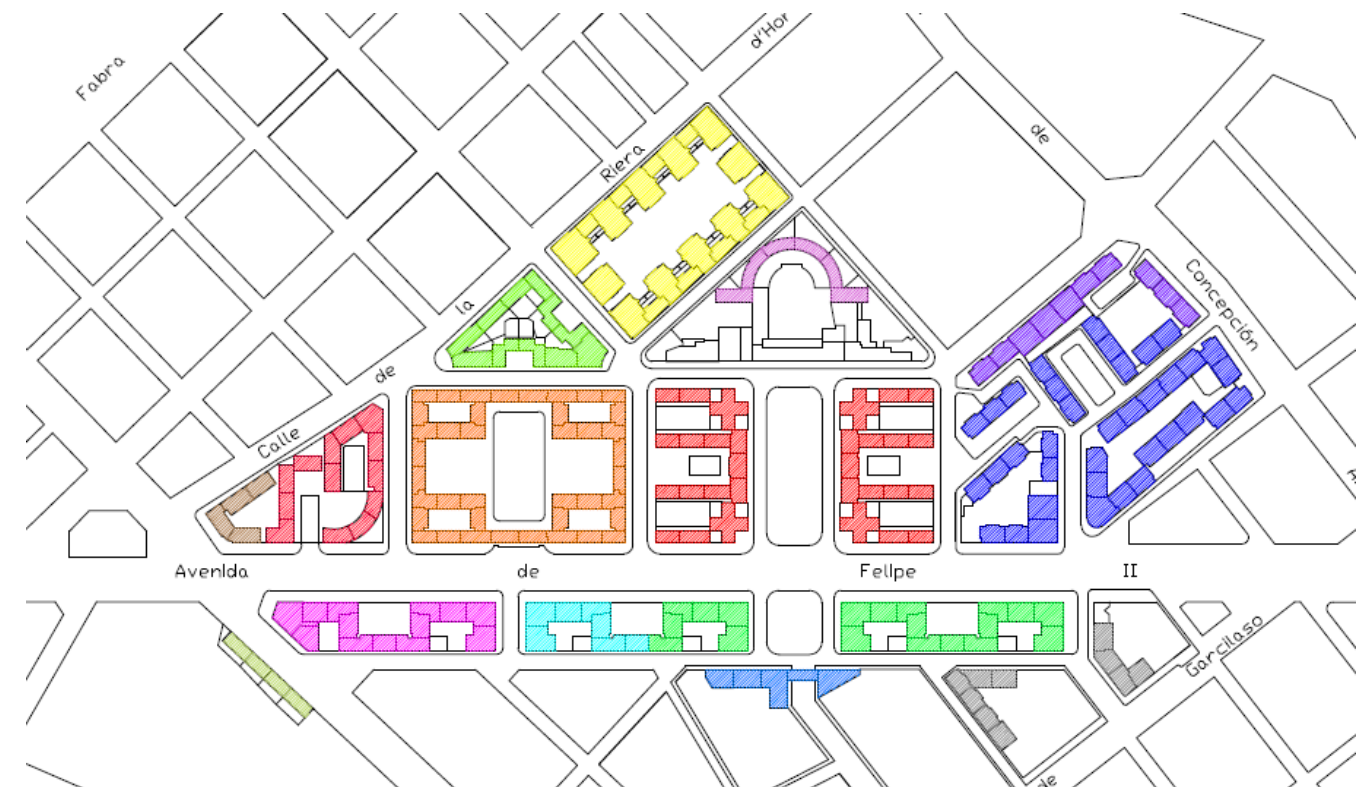 Fabra
d'Hor
Riera
de
Concepción
la
de
Calle
Avenida de Felipe II
Garcilaso
de